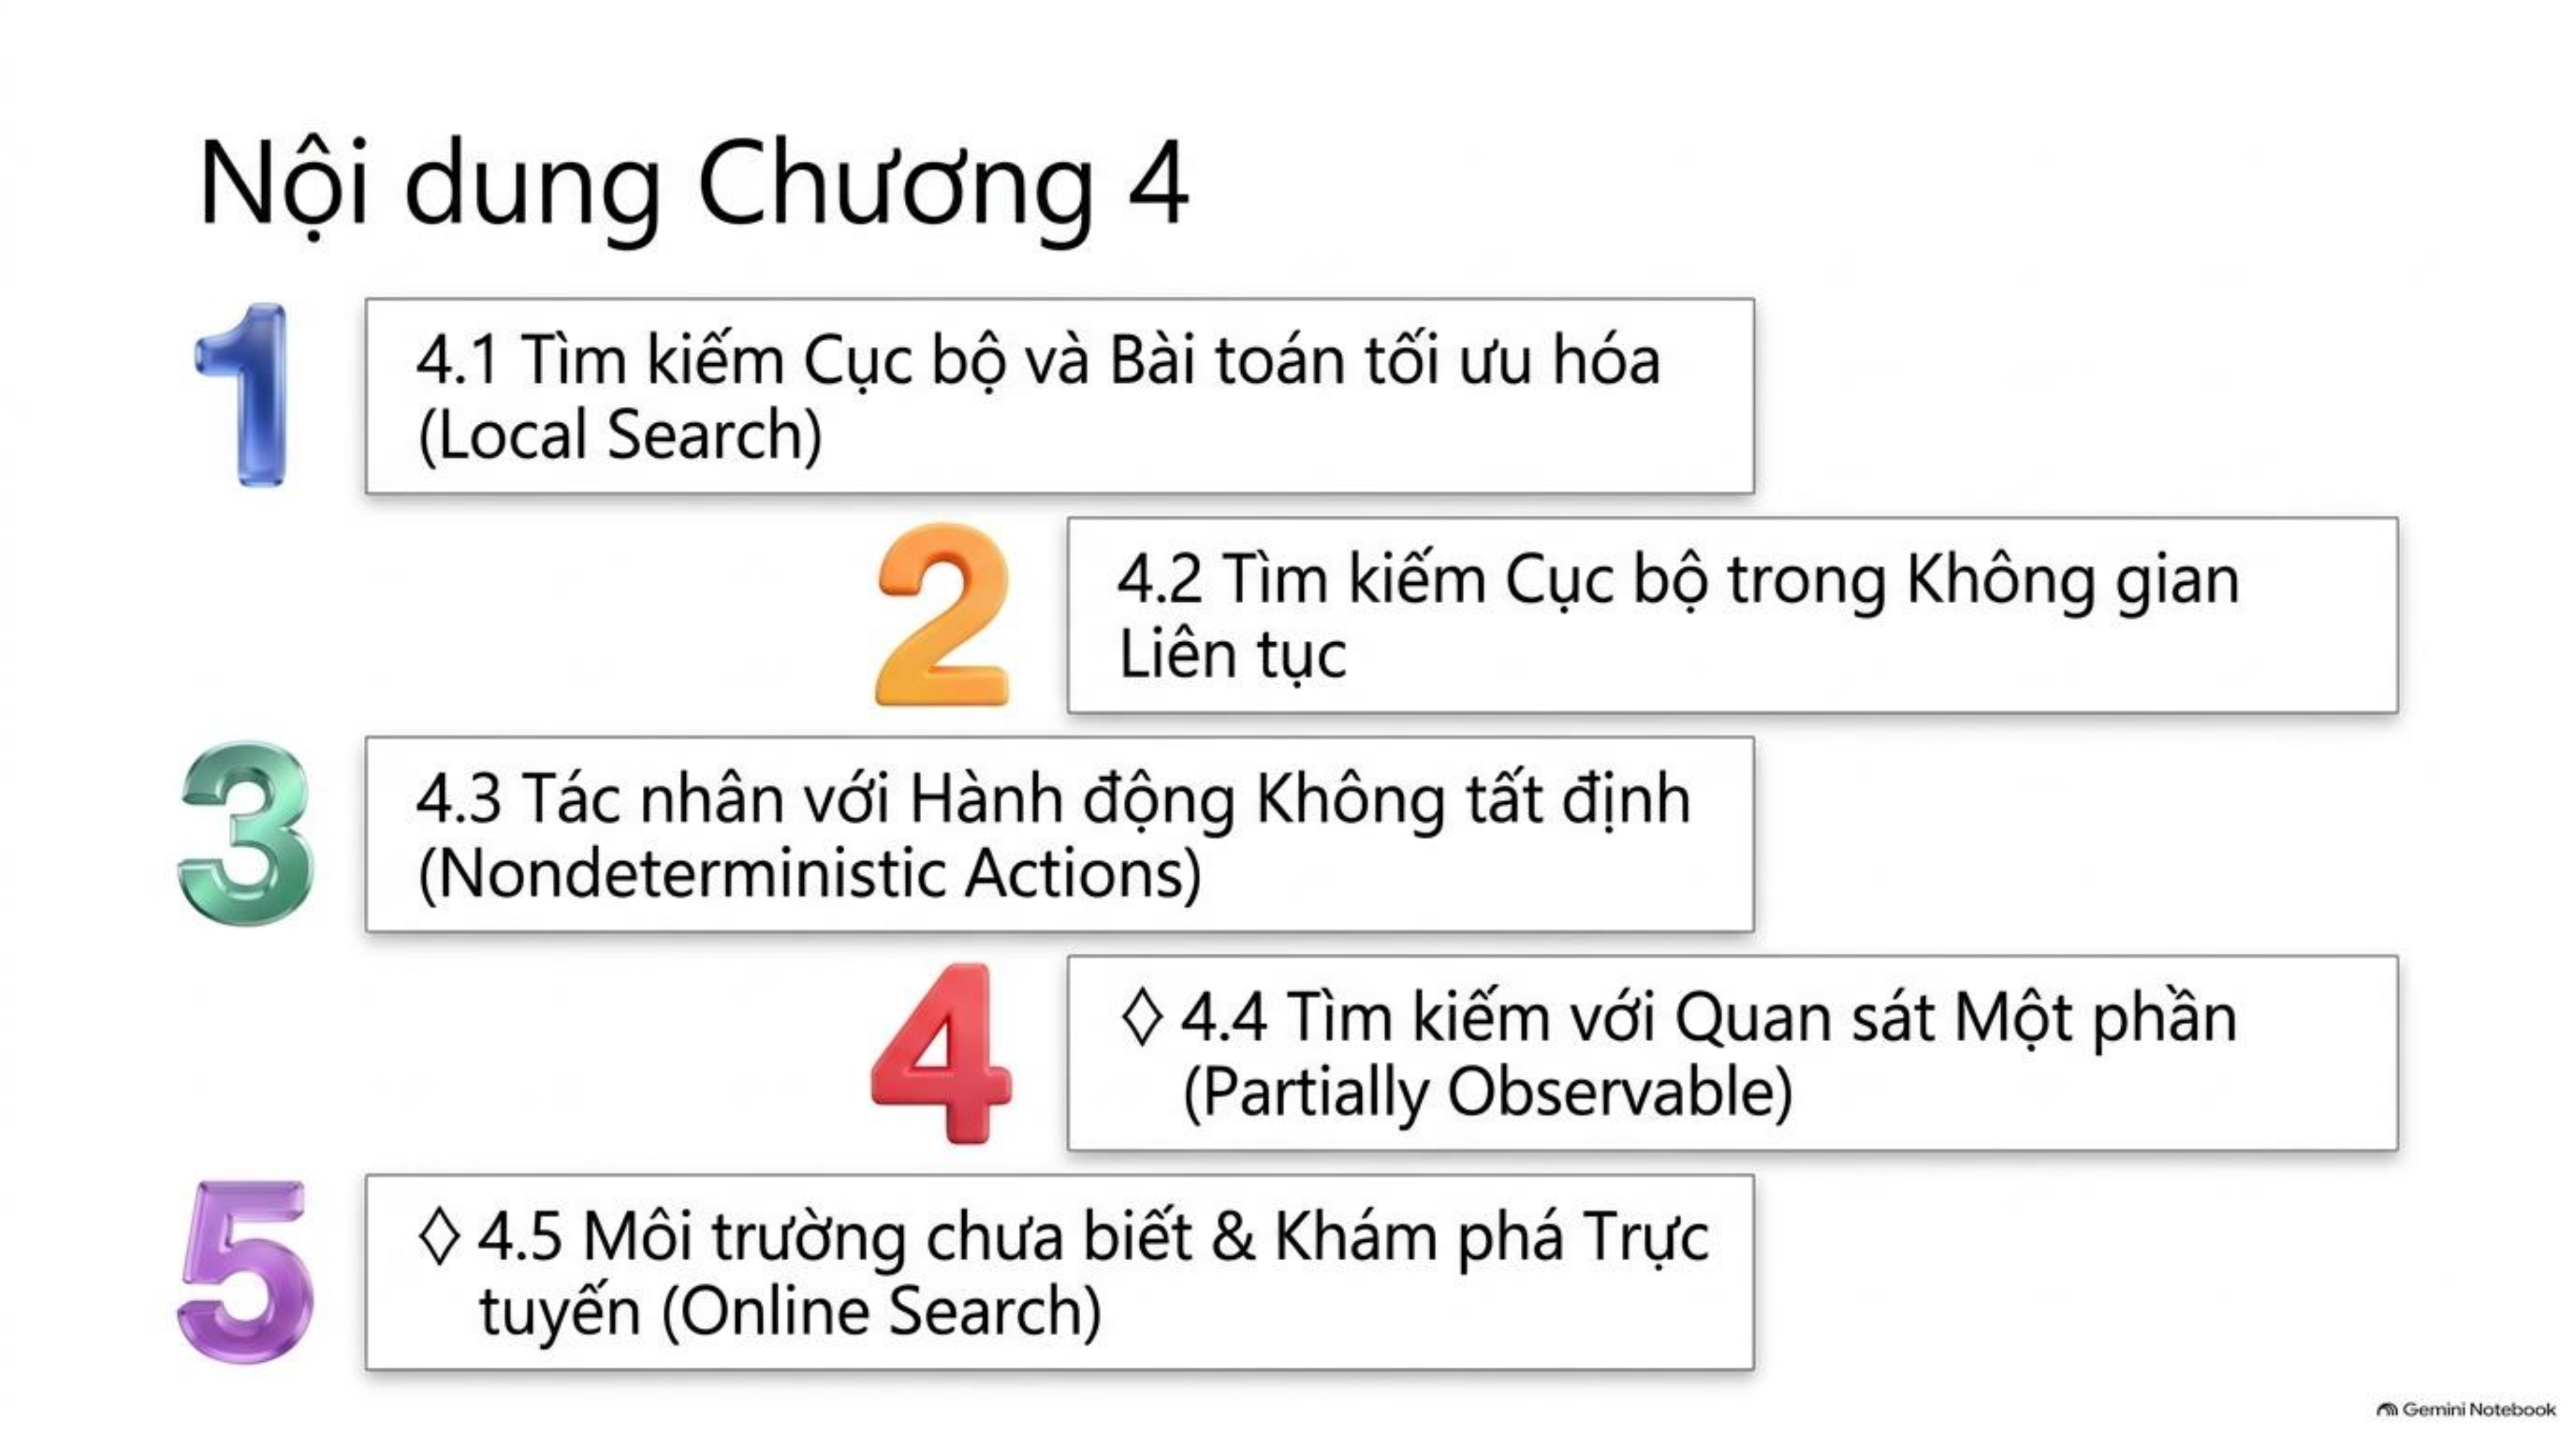 Nội dung Chương 4
1
4.1 Tìm kiếm Cục bộ và Bài toán tối ưu hóa
(Local Search)
2
4.2 Tìm kiếm Cục bộ trong Không gian
Liên tục
3
4.3 Tác nhân với Hành động Không tất định
(Nondeterministic Actions)
4
◊ 4.4 Tìm kiếm với Quan sát Một phần
(Partially Observable)
5
◊ 4.5 Môi trường chưa biết & Khám phá Trực
tuyến (Online Search)
Gemini Notebook